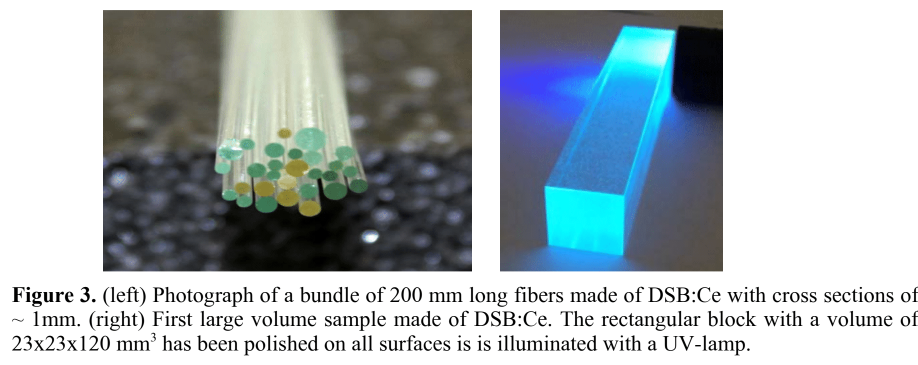 Figure 3. (left) Photograph of a bundle of 200 mm long fibers made of DSB:Ce with cross sections of
~ 1mm. (right) First large volume sample made of DSB:Ce. The rectangular block with a volume of
23x23x120 mm³ has been polished on all surfaces is is illuminated with a UV-lamp.